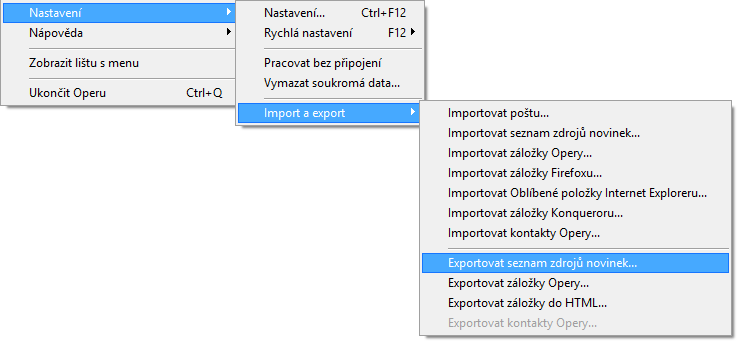 Nastavení
Nápověda
Zobrazit lištu s menu
Ukončit Operu Ctrl+Q
Nastavení... Ctrl+F12
Rychlá nastavení F12
Pracovat bez připojení
Vymazat soukromá data...
Import a export
Importovat poštu...
Importovat seznam zdrojů novinek...
Importovat záložky Opery...
Importovat záložky Firefoxu...
Importovat Oblíbené položky Internet Exploreru...
Importovat záložky Konqueroru...
Importovat kontakty Opery...
Exportovat seznam zdrojů novinek...
Exportovat záložky Opery...
Exportovat záložky do HTML...
Exportovat kontakty Opery...